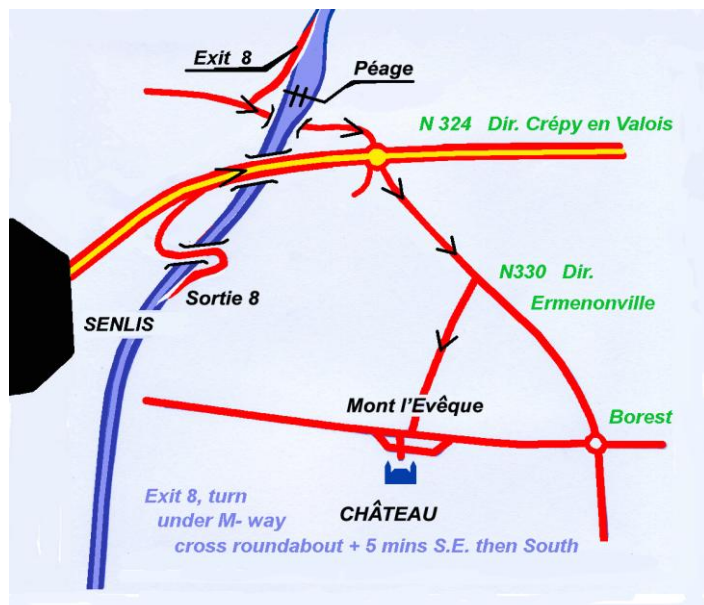 Exit 8
Péage
N 324 Dir. Crépy en Valois
N330 Dir.
Ermenonville
Sortie 8
SENLIS
Mont l'Evêque
Borest
CHÂTEAU
Exit 8, turn
under M- way
cross roundabout + 5 mins S.E. then South